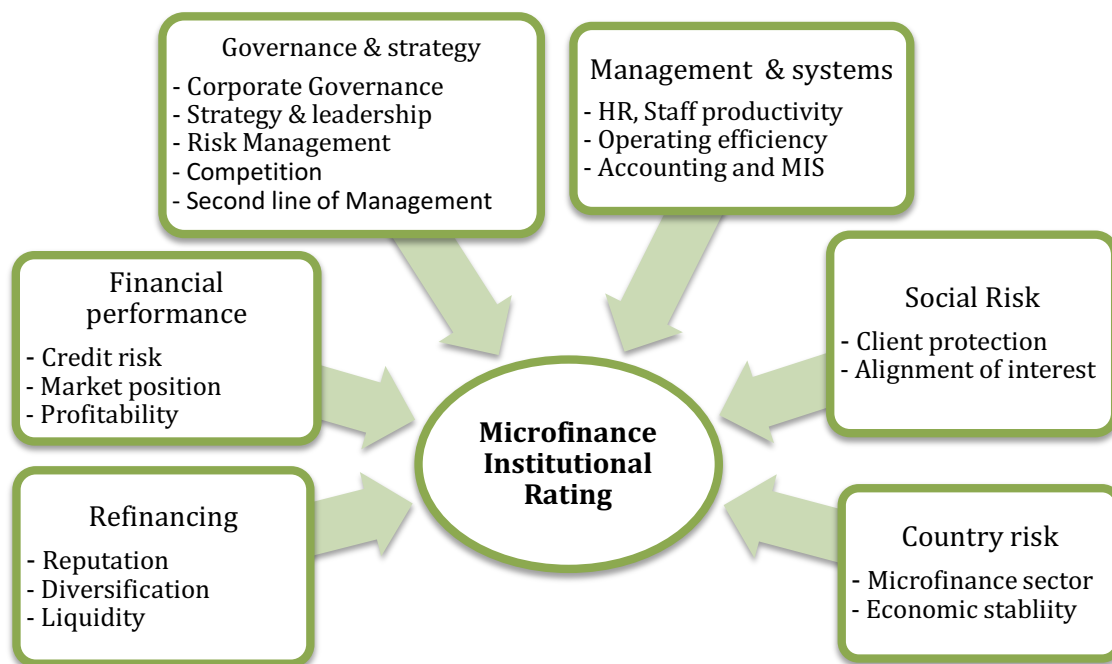 Governance & strategy
- Corporate Governance
- Strategy & leadership
- Risk Management
- Competition
- Second line of Management
Management & systems
- HR, Staff productivity
- Operating efficiency
- Accounting and MIS
Financial
performance
- Credit risk
- Market position
- Profitability
Social Risk
- Client protection
- Alignment of interest
Microfinance
Institutional
Rating
Refinancing
- Reputation
- Diversification
- Liquidity
Country risk
- Microfinance sector
- Economic stabliity